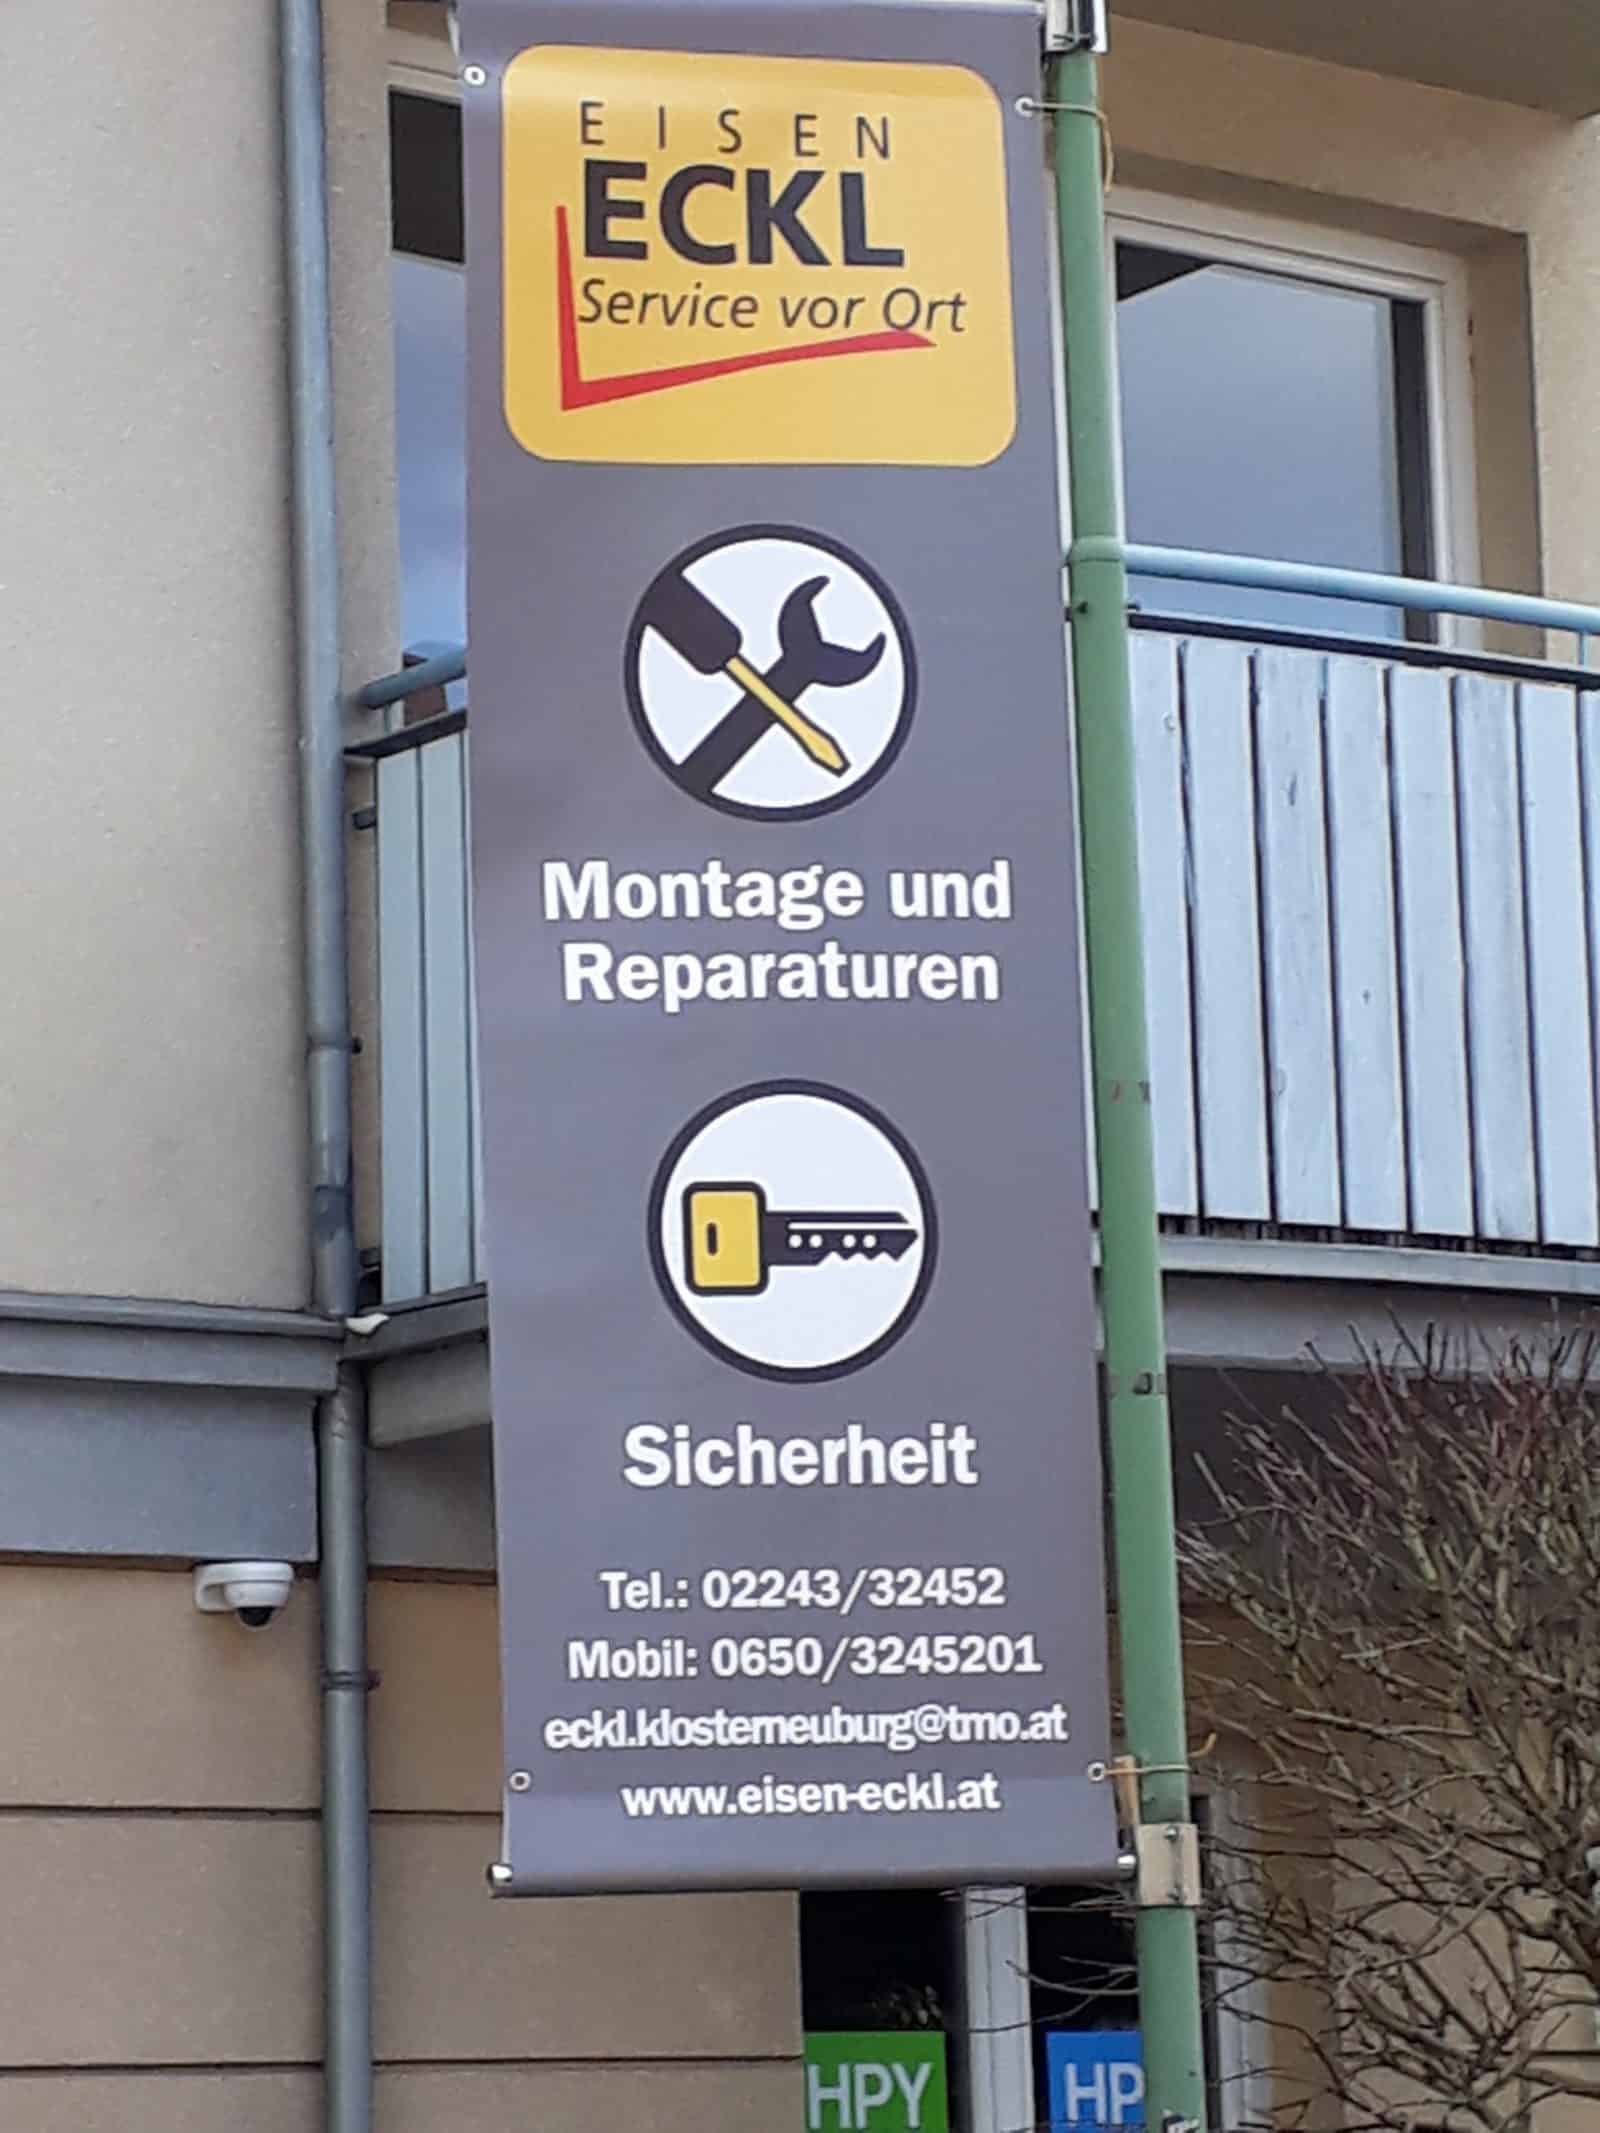 EISEN
ECKL
Service vor Ort
Montage und
Reparaturen
Sicherheit
Tel.: 02243/32452
Mobil: 0650/3245201
eckl.klosterneuburg@tmo.at
www.eisen-eckl.at
HPY
HP